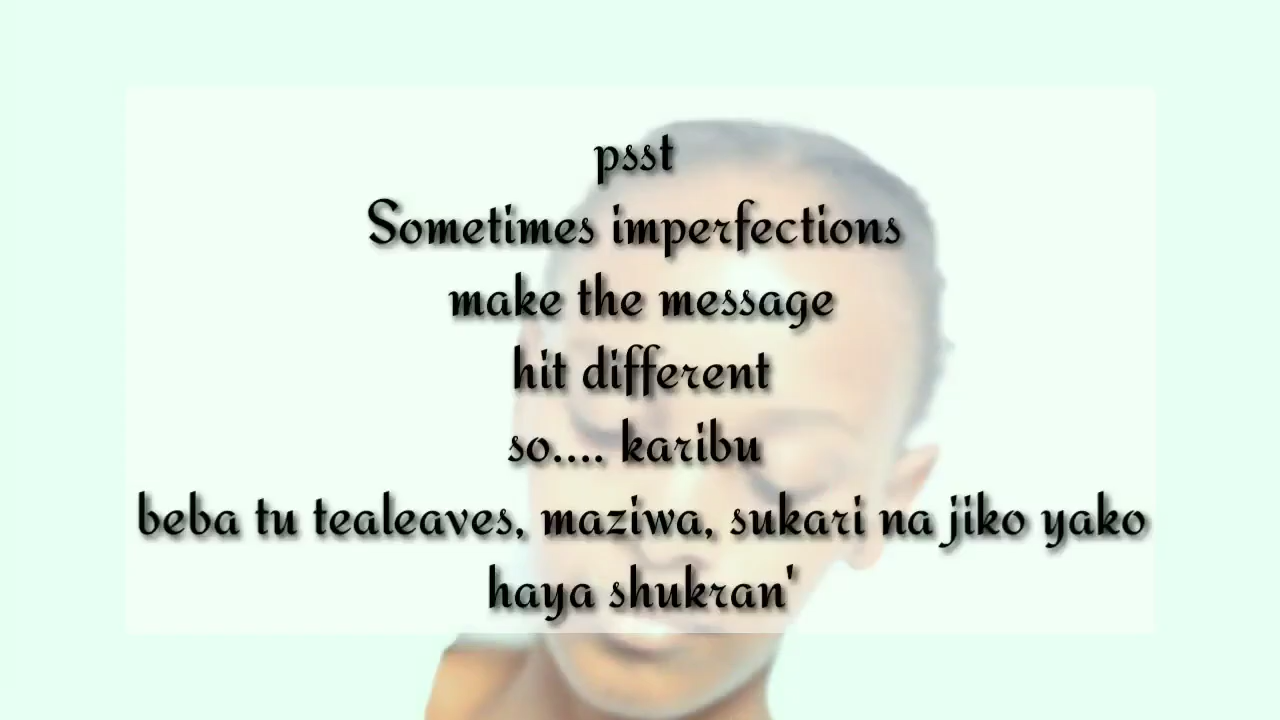 psst
Sometimes imperfections
make the message
hit different
so.... karibu
beba tu tealeaves, maziwa, sukari na jiko yako
haya shukran'